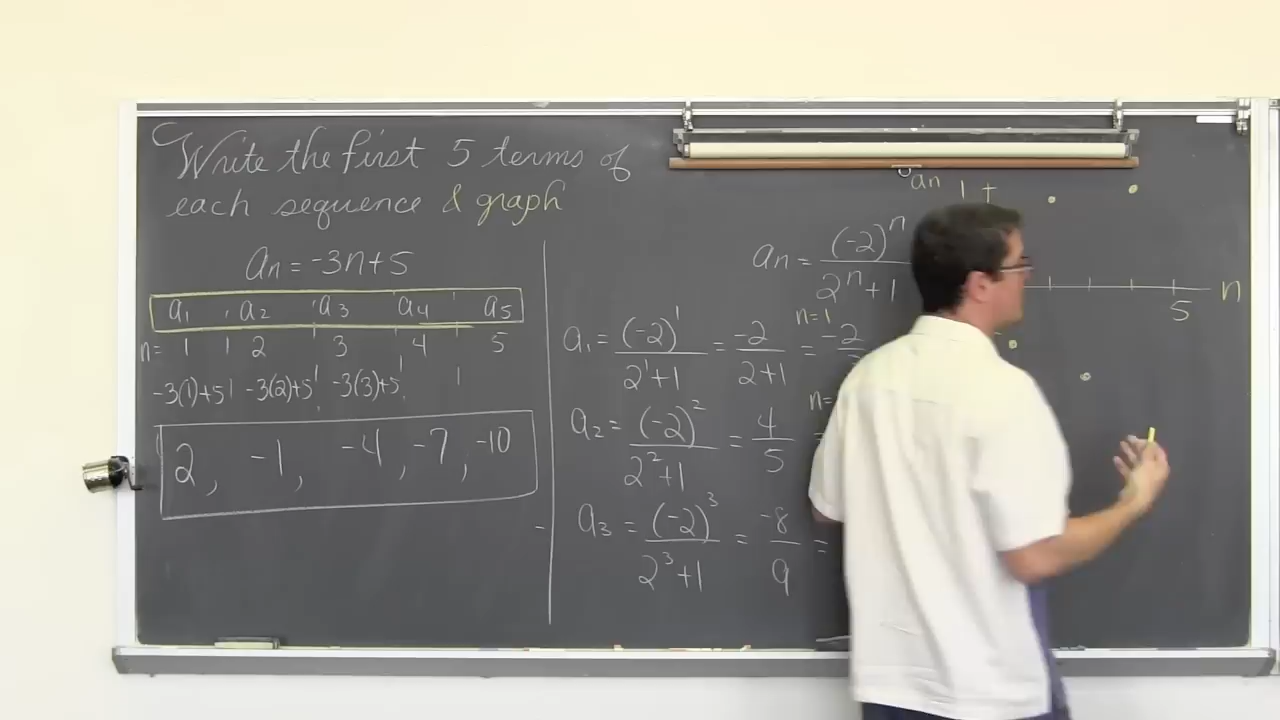 Write the first 5 terms of
each sequence & graph
an = -3n+5
a1 a2 a3 a4 a5
n= 1 2 3 4 5
-3(1)+5 -3(2)+5 -3(3)+5
2, -1, -4, -7, -10
an = (-2)^n / 2^n+1
n=1
a1 = (-2)^1 / 2^1+1 = -2 / 2+1 = -2
n=
a2 = (-2)^2 / 2^2+1 = 4/5
a3 = (-2)^3 / 2^3+1 = -8/9 =
an
1
5
n